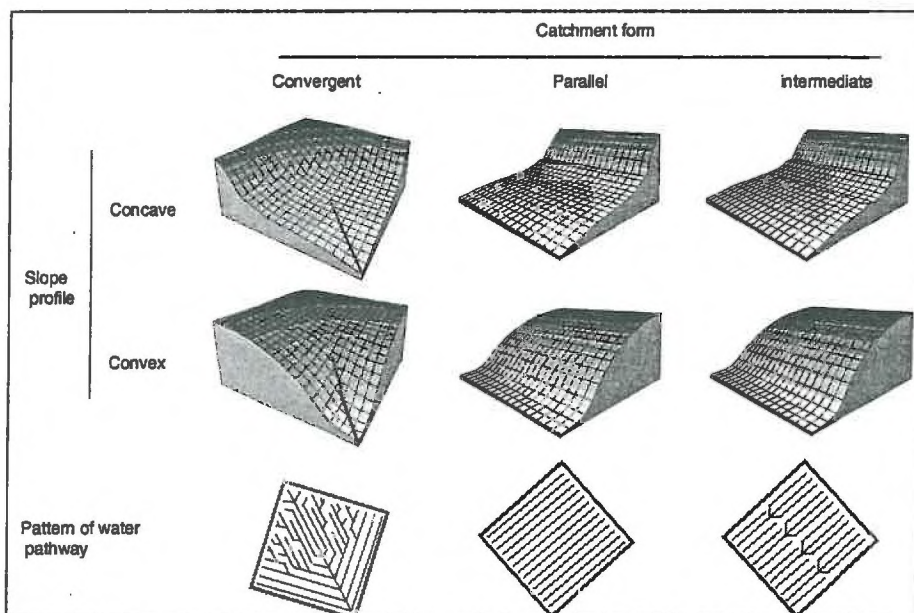 Catchment form
Convergent
Parallel
intermediate
Concave
Slope
profile
Convex
Pattern of water
pathway